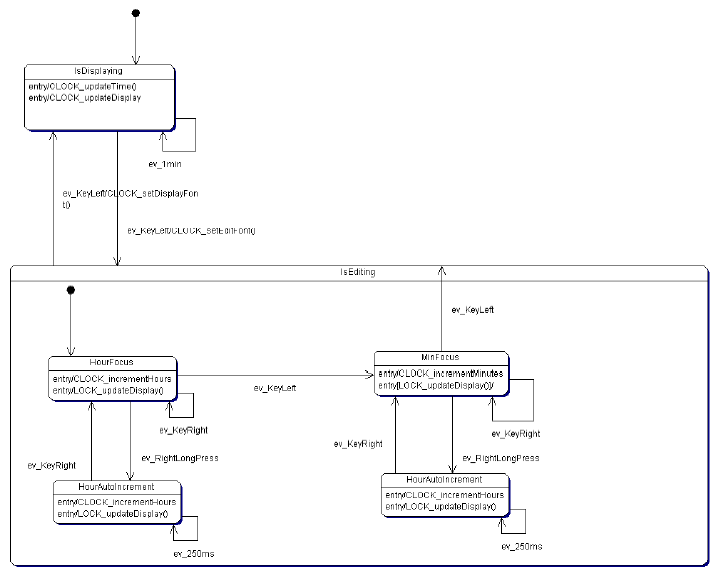 IsDisplaying
entry/CLOCK_updateTime()
entry/CLOCK_updateDisplay
ev_1min
ev_KeyLeft/CLOCK_setDisplayFon
t()
ev_KeyLeft/CLOCK_setEditFont()
IsEditing
ev_KeyLeft
HourFocus
entry/CLOCK_incrementHours
entry/LOCK_updateDisplay()
MinFocus
entry/CLOCK_incrementMinutes
entry[LOCK_updateDisplay()]/
ev_KeyLeft
ev_KeyRight
ev_KeyRight
ev_KeyRight
ev_RightLongPress
ev_KeyRight
ev_RightLongPress
HourAutoIncrement
entry/CLOCK_incrementHours
entry/LOCK_updateDisplay()
HourAutoIncrement
entry/CLOCK_incrementHours
entry/LOCK_updateDisplay()
ev_250ms
ev_250ms